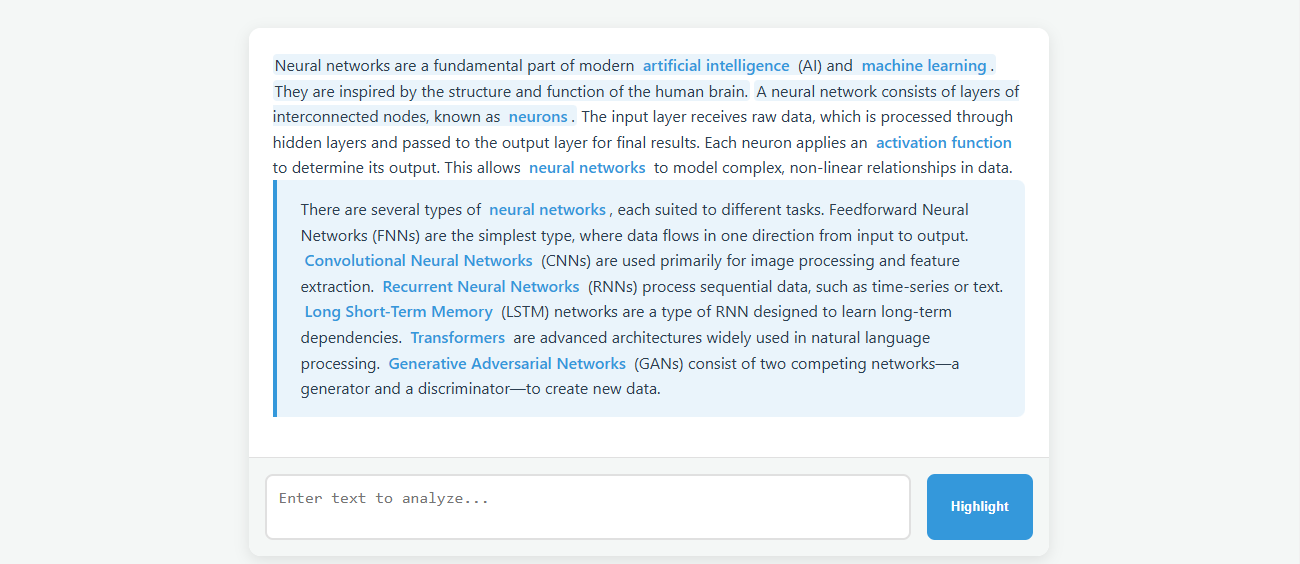 Neural networks are a fundamental part of modern artificial intelligence (AI) and machine learning.
They are inspired by the structure and function of the human brain. A neural network consists of layers of
interconnected nodes, known as neurons. The input layer receives raw data, which is processed through
hidden layers and passed to the output layer for final results. Each neuron applies an activation function
to determine its output. This allows neural networks to model complex, non-linear relationships in data.
There are several types of neural networks, each suited to different tasks. Feedforward Neural
Networks (FNNs) are the simplest type, where data flows in one direction from input to output.
Convolutional Neural Networks (CNNs) are used primarily for image processing and feature
extraction. Recurrent Neural Networks (RNNs) process sequential data, such as time-series or text.
Long Short-Term Memory (LSTM) networks are a type of RNN designed to learn long-term
dependencies. Transformers are advanced architectures widely used in natural language
processing. Generative Adversarial Networks (GANs) consist of two competing networks—a
generator and a discriminator—to create new data.
Enter text to analyze...
Highlight